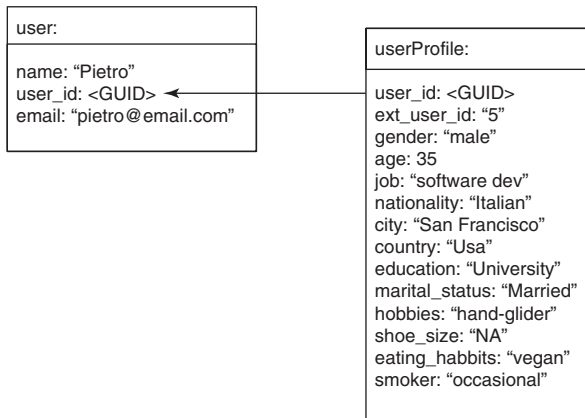 user:
name: “Pietro”
user_id: <GUID>
email: “pietro@email.com”
userProfile:
user_id: <GUID>
ext_user_id: “5”
gender: “male”
age: 35
job: “software dev”
nationality: “Italian”
city: “San Francisco”
country: “Usa”
education: “University”
marital_status: “Married”
hobbies: “hand-glider”
shoe_size: “NA”
eating_habbits: “vegan”
smoker: “occasional”